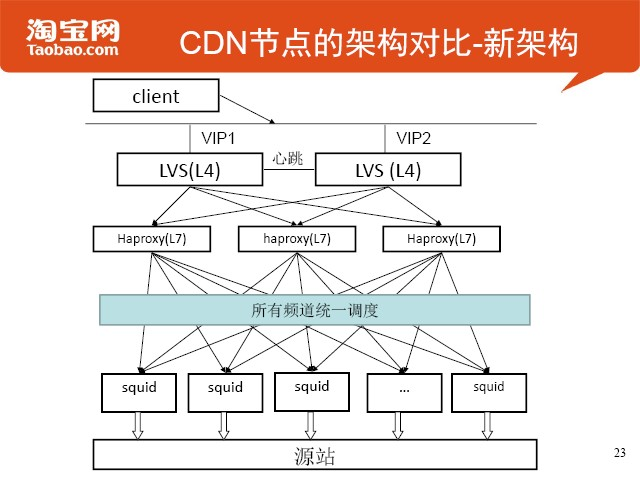 淘宝网
Taobao.com
CDN节点的架构对比-新架构
client
VIP1
VIP2
LVS(L4)
心跳
LVS (L4)
Haproxy(L7)
haproxy(L7)
Haproxy(L7)
所有频道统一调度
squid
squid
squid
...
squid
源站
23